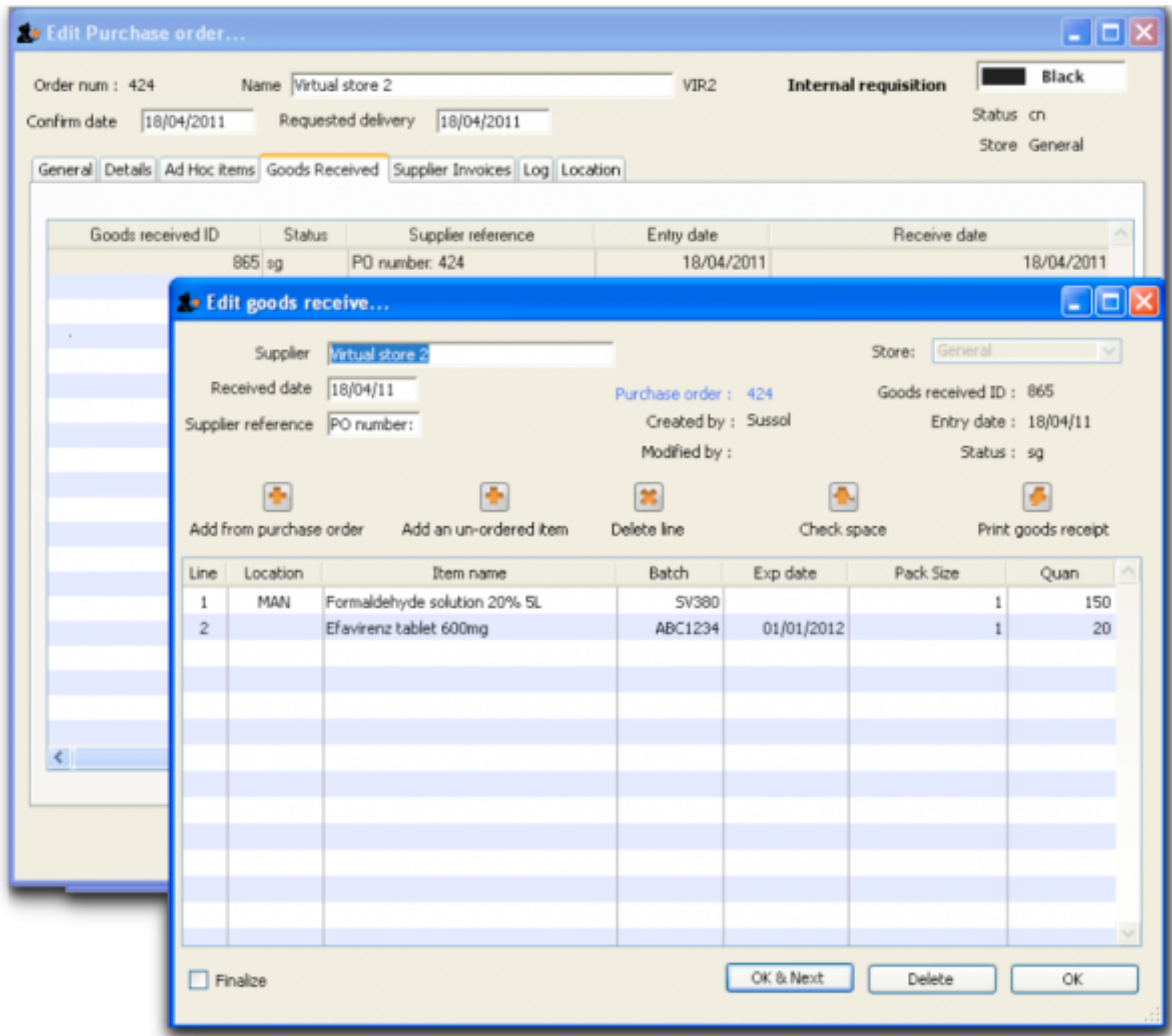 Edit Purchase order...
Order num : 424 Name Virtual store 2 VIR2 Internal requisition Black
Confirm date 18/04/2011 Requested delivery 18/04/2011 Status cn
Store General
General Details Ad Hoc items Goods Received Supplier Invoices Log Location
Goods received ID Status Supplier reference Entry date Receive date
865 sg PO number: 424 18/04/2011 18/04/2011
Edit goods receive...
Supplier Virtual store 2 Store: General
Received date 18/04/11 Purchase order : 424 Goods received ID : 865
Supplier reference PO number: Created by : Sussol Entry date : 18/04/11
Modified by : Status : sg
Add from purchase order Add an un-ordered item Delete line Check space Print goods receipt
Line Location Item name Batch Exp date Pack Size Quan
1 MAN Formaldehyde solution 20% 5L SV380 1 150
2 Efavirenz tablet 600mg ABC1234 01/01/2012 1 20
Finalize OK & Next Delete OK